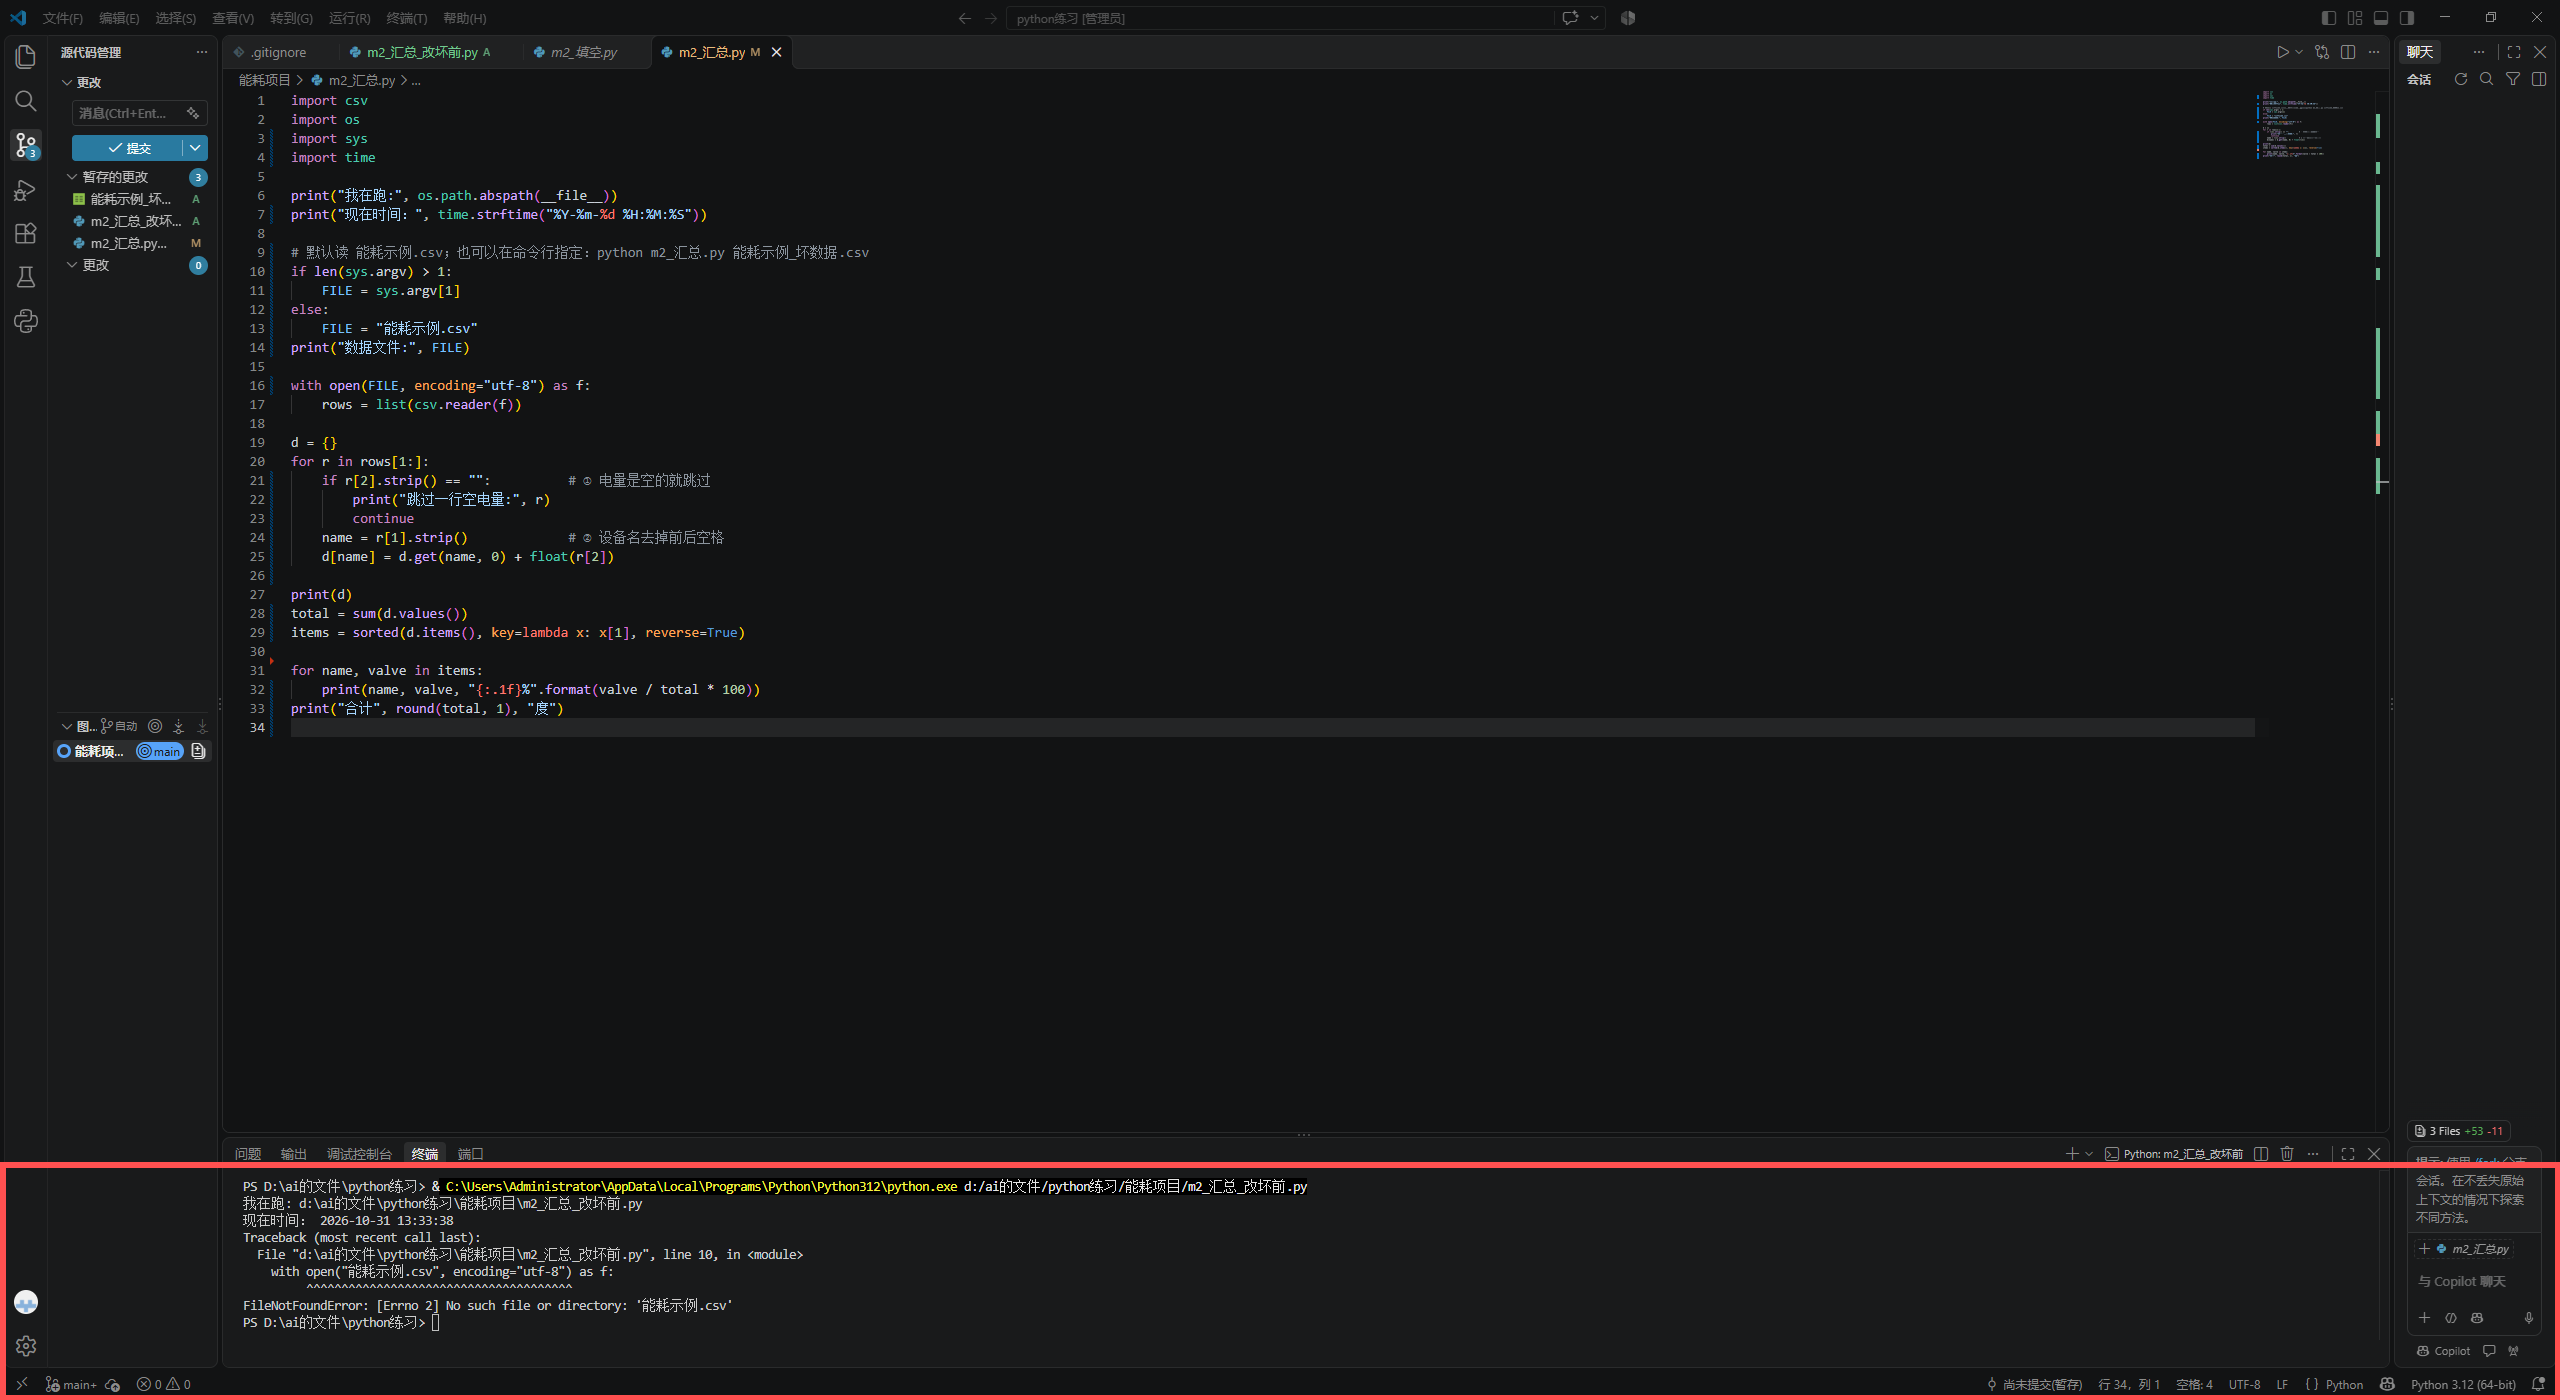 文件(F) 编辑(E) 选择(S) 查看(V) 转到(G) 运行(R) 终端(T) 帮助(H)
python练习 [管理员]
源代码管理
更改
消息(Ctrl+Ent...
提交
暂存的更改 3
能耗示例_坏... A
m2_汇总_改坏... A
m2_汇总.py... M
更改 0
图... 自动
能耗项... main
.gitignore
m2_汇总_改坏前.py A
m2_填空.py
m2_汇总.py M
能耗项目 > m2_汇总.py > ...
1 import csv
2 import os
3 import sys
4 import time
5
6 print("我在跑:", os.path.abspath(__file__))
7 print("现在时间: ", time.strftime("%Y-%m-%d %H:%M:%S"))
8
9 # 默认读 能耗示例.csv；也可以在命令行指定: python m2_汇总.py 能耗示例_坏数据.csv
10 if len(sys.argv) > 1:
11     FILE = sys.argv[1]
12 else:
13     FILE = "能耗示例.csv"
14 print("数据文件:", FILE)
15
16 with open(FILE, encoding="utf-8") as f:
17     rows = list(csv.reader(f))
18
19 d = {}
20 for r in rows[1:]:
21     if r[2].strip() == "":          # ① 电量是空的就跳过
22         print("跳过一行空电量:", r)
23         continue
24     name = r[1].strip()             # ② 设备名去掉前后空格
25     d[name] = d.get(name, 0) + float(r[2])
26
27 print(d)
28 total = sum(d.values())
29 items = sorted(d.items(), key=lambda x: x[1], reverse=True)
30
31 for name, valve in items:
32     print(name, valve, "{:.1f}%".format(valve / total * 100))
33 print("合计", round(total, 1), "度")
34
聊天
会话
3 Files +53 -11
会话。在不丢失原始
上下文的情况下探索
不同方法。
m2_汇总.py
与 Copilot 聊天
Copilot
问题 输出 调试控制台 终端 端口
Python: m2_汇总_改坏前
PS D:\ai的文件\python练习> & C:\Users\Administrator\AppData\Local\Programs\Python\Python312\python.exe d:/ai的文件/python练习/能耗项目/m2_汇总_改坏前.py
我在跑: d:\ai的文件\python练习\能耗项目\m2_汇总_改坏前.py
现在时间:  2026-10-31 13:33:38
Traceback (most recent call last):
  File "d:\ai的文件\python练习\能耗项目\m2_汇总_改坏前.py", line 10, in <module>
    with open("能耗示例.csv", encoding="utf-8") as f:
         ^^^^^^^^^^^^^^^^^^^^^^^^^^^^^^^^^^^^^^
FileNotFoundError: [Errno 2] No such file or directory: '能耗示例.csv'
PS D:\ai的文件\python练习>
main+ 0 0
尚未提交(暂存) 行 34，列 1 空格: 4 UTF-8 LF { } Python Python 3.12 (64-bit)